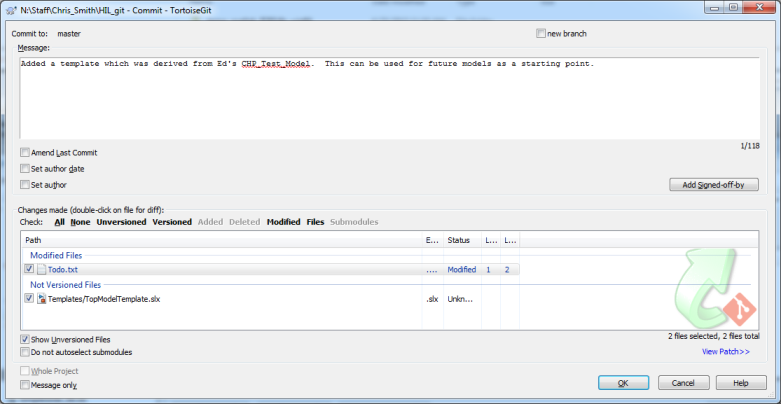 N:\Staff\Chris_Smith\HIL_git - Commit - TortoiseGit
Commit to: master new branch
Message:
Added a template which was derived from Ed's CHP_Test_Model. This can be used for future models as a starting point.
1/118
Amend Last Commit
Set author date
Set author
Add Signed-off-by
Changes made (double-click on file for diff):
Check: All None Unversioned Versioned Added Deleted Modified Files Submodules
Path E... Status L... L...
Modified Files
Todo.txt .... Modified 1 2
Not Versioned Files
Templates/TopModelTemplate.slx .slx Unkn...
Show Unversioned Files
2 files selected, 2 files total
Do not autoselect submodules
View Patch>>
Whole Project
Message only
OK Cancel Help